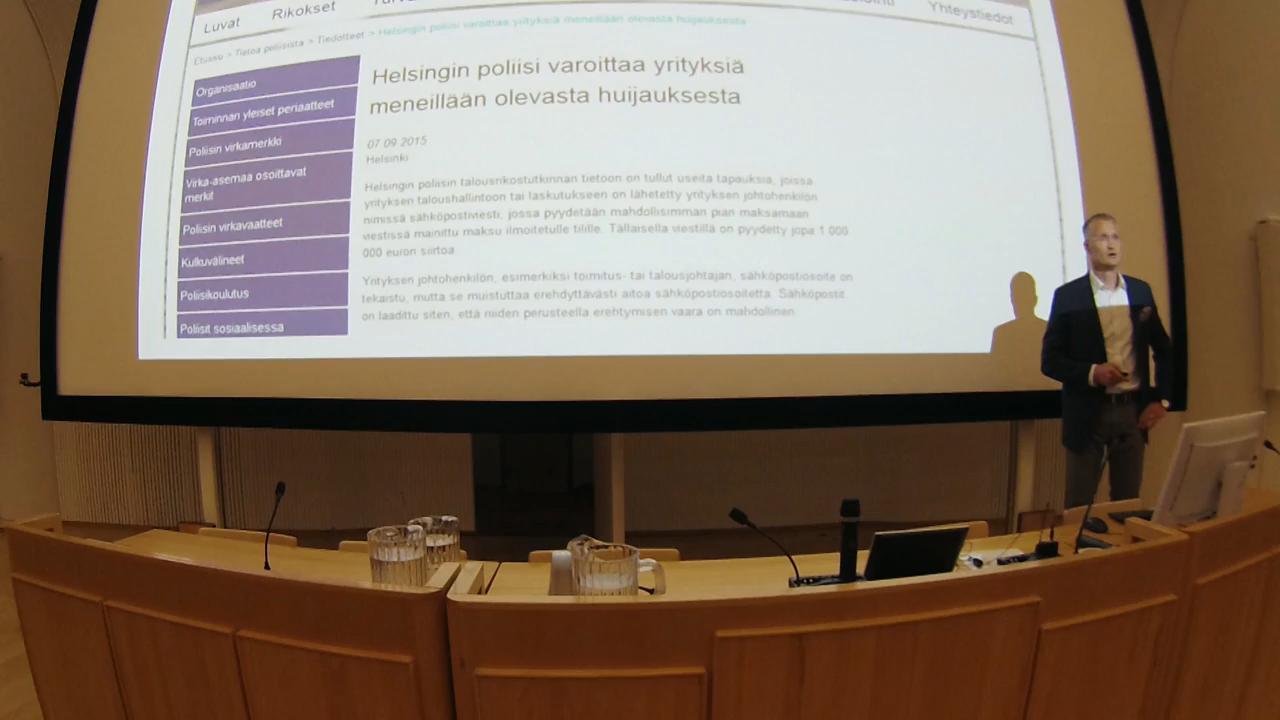 Luvat Rikokset Yhteystiedot
Etusivu > Tietoa poliisista > Tiedotteet > Helsingin poliisi varoittaa yrityksiä meneillään olevasta huijauksesta
Organisaatio
Toiminnan yleiset periaatteet
Poliisin virkamerkki
Virka-asemaa osoittavat
merkit
Poliisin virkavaatteet
Kulkuvälineet
Poliisikoulutus
Poliisit sosiaalisessa
Helsingin poliisi varoittaa yrityksiä
meneillään olevasta huijauksesta
07.09.2015
Helsinki
Helsingin poliisin talousrikostutkinnan tietoon on tullut useita tapauksia, joissa
yrityksen taloushallintoon tai laskutukseen on lähetetty yrityksen johtohenkilön
nimissä sähköpostiviesti, jossa pyydetään mahdollisimman pian maksamaan
viestissä mainittu maksu ilmoitetulle tilille. Tällaisella viestillä on pyydetty jopa 1 000
000 euron siirtoa.
Yrityksen johtohenkilön, esimerkiksi toimitus- tai talousjohtajan, sähköpostiosoite on
tekaistu, mutta se muistuttaa erehdyttävästi aitoa sähköpostiosoitetta. Sähköpostit
on laadittu siten, että niiden perusteella erehtymisen vaara on mahdollinen.